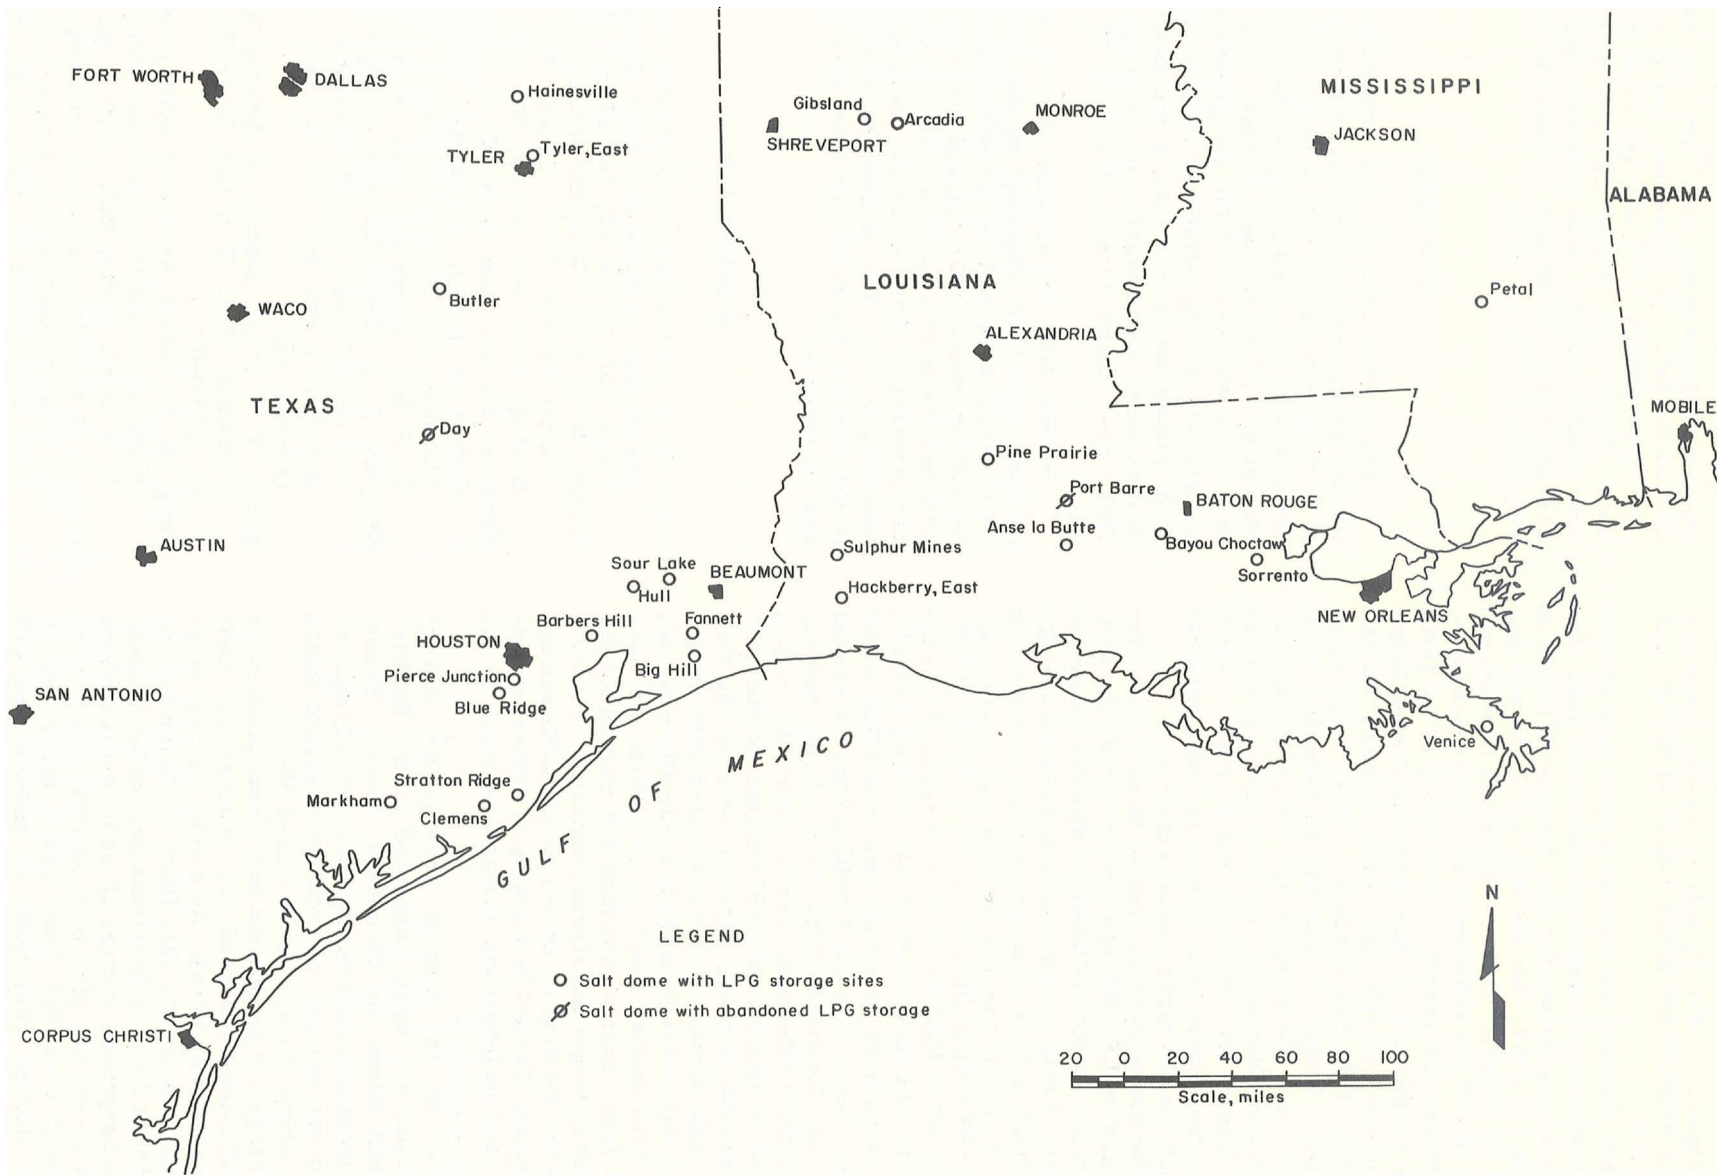 FORT WORTH
DALLAS
Hainesville
Gibsland
Arcadia
MONROE
MISSISSIPPI
JACKSON
SHREVEPORT
TYLER
Tyler, East
ALABAMA
LOUISIANA
Butler
WACO
Petal
ALEXANDRIA
TEXAS
MOBILE
Day
Pine Prairie
Port Barre
BATON ROUGE
Anse la Butte
AUSTIN
Sulphur Mines
Bayou Choctaw
Sour Lake
BEAUMONT
Sorrento
Hull
Hackberry, East
NEW ORLEANS
Barbers Hill
Fannett
HOUSTON
Big Hill
Pierce Junction
SAN ANTONIO
Blue Ridge
Venice
GULF OF MEXICO
Stratton Ridge
Markham
Clemens
N
LEGEND
Salt dome with LPG storage sites
Salt dome with abandoned LPG storage
CORPUS CHRISTI
20 0 20 40 60 80 100
Scale, miles